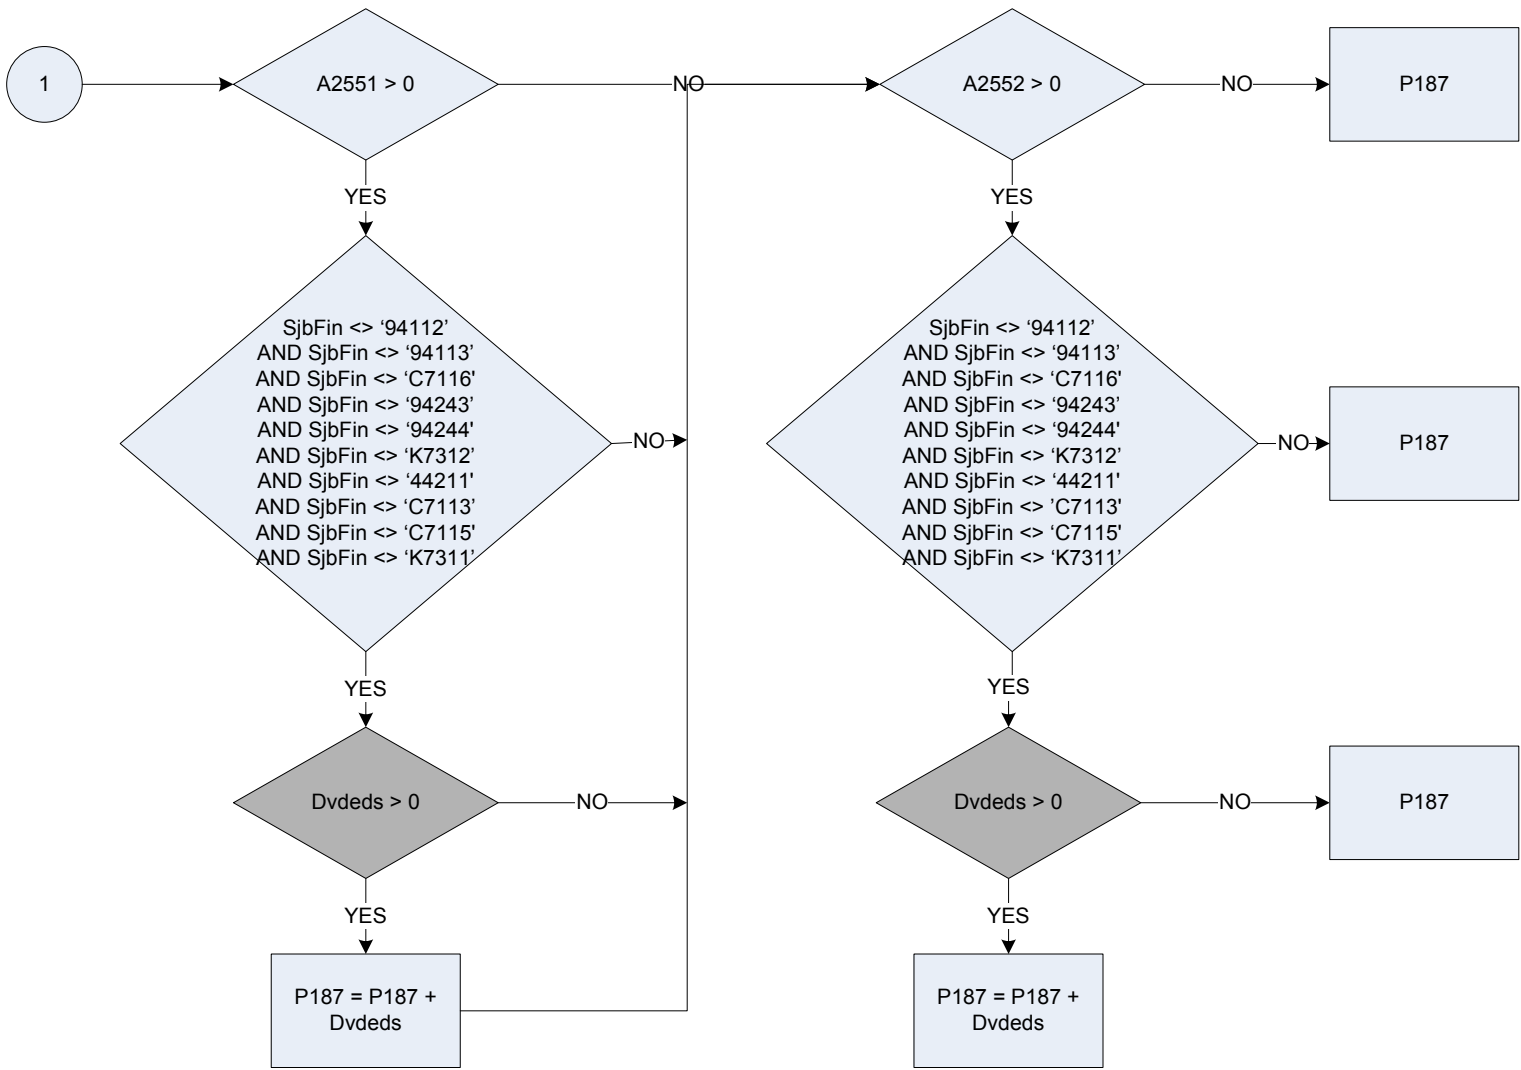 1
A2551 > 0
NO
A2552 > 0
NO
P187
YES
YES
SjbFin <> ‘94112’
AND SjbFin <> ‘94113’
AND SjbFin <> ‘C7116'
AND SjbFin <> ‘94243’
AND SjbFin <> ‘94244'
AND SjbFin <> ‘K7312’
AND SjbFin <> ‘44211'
AND SjbFin <> ‘C7113’
AND SjbFin <> ‘C7115'
AND SjbFin <> ‘K7311’
NO
SjbFin <> ‘94112’
AND SjbFin <> ‘94113’
AND SjbFin <> ‘C7116'
AND SjbFin <> ‘94243’
AND SjbFin <> ‘94244'
AND SjbFin <> ‘K7312’
AND SjbFin <> ‘44211'
AND SjbFin <> ’C7113'
AND SjbFin <> ‘C7115'
AND SjbFin <> ‘K7311’
NO
P187
YES
YES
Dvdeds > 0
NO
Dvdeds > 0
NO
P187
YES
YES
P187 = P187 +
Dvdeds
P187 = P187 +
Dvdeds